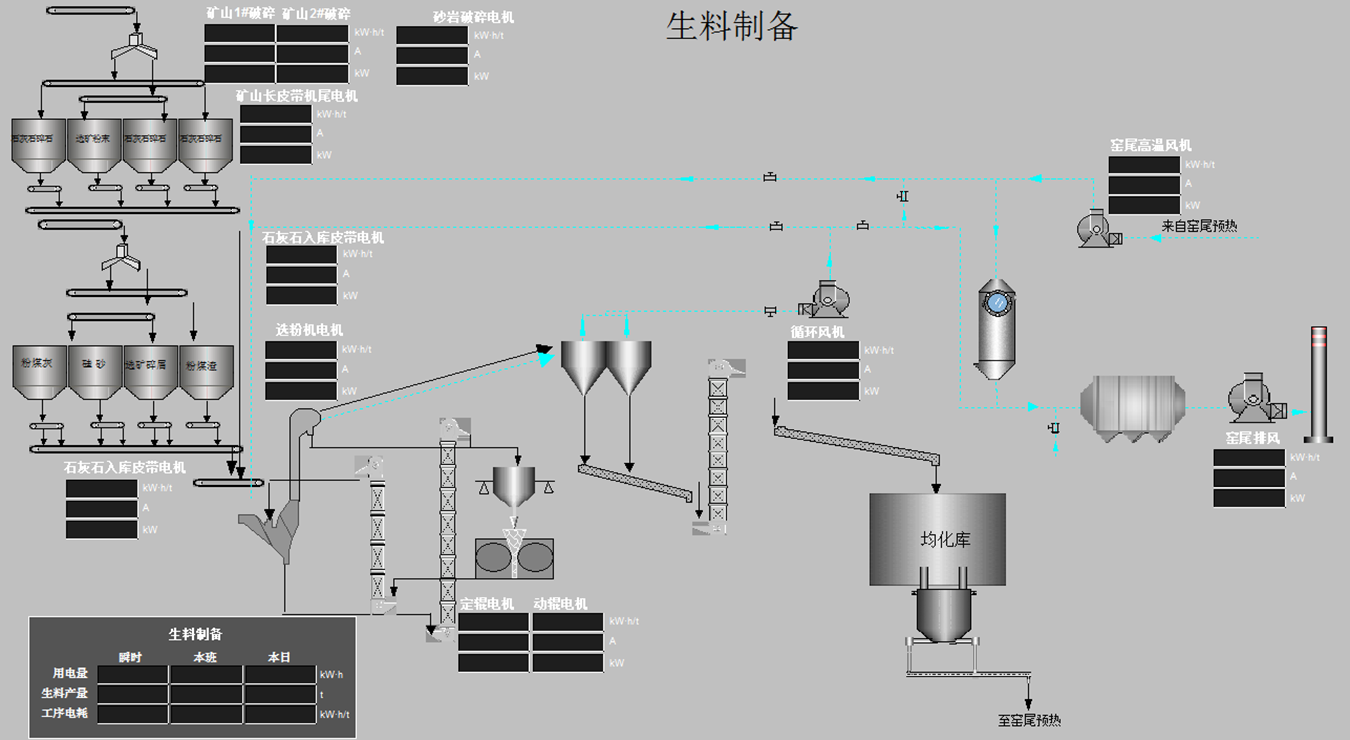 生料制备
矿山1#破碎 矿山2#破碎
kW·h/t
A
kW
砂岩破碎电机
kW·h/t
A
kW
矿山长皮带机尾电机
kW·h/t
A
kW
石灰石碎石 选矿粉末 石灰石碎石 石灰石碎石
窑尾高温风机
kW·h/t
A
kW
来自窑尾预热
石灰石入库皮带电机
kW·h/t
A
kW
选粉机电机
kW·h/t
A
kW
循环风机
kW·h/t
A
kW
粉煤灰 硅砂 选矿碎屑 粉煤渣
窑尾排风
kW·h/t
A
kW
石灰石入库皮带电机
kW·h/t
A
kW
均化库
定辊电机 动辊电机
kW·h/t
A
kW
生料制备
瞬时 本班 本日
用电量 kW·h
生料产量 t
工序电耗 kW·h/t
至窑尾预热